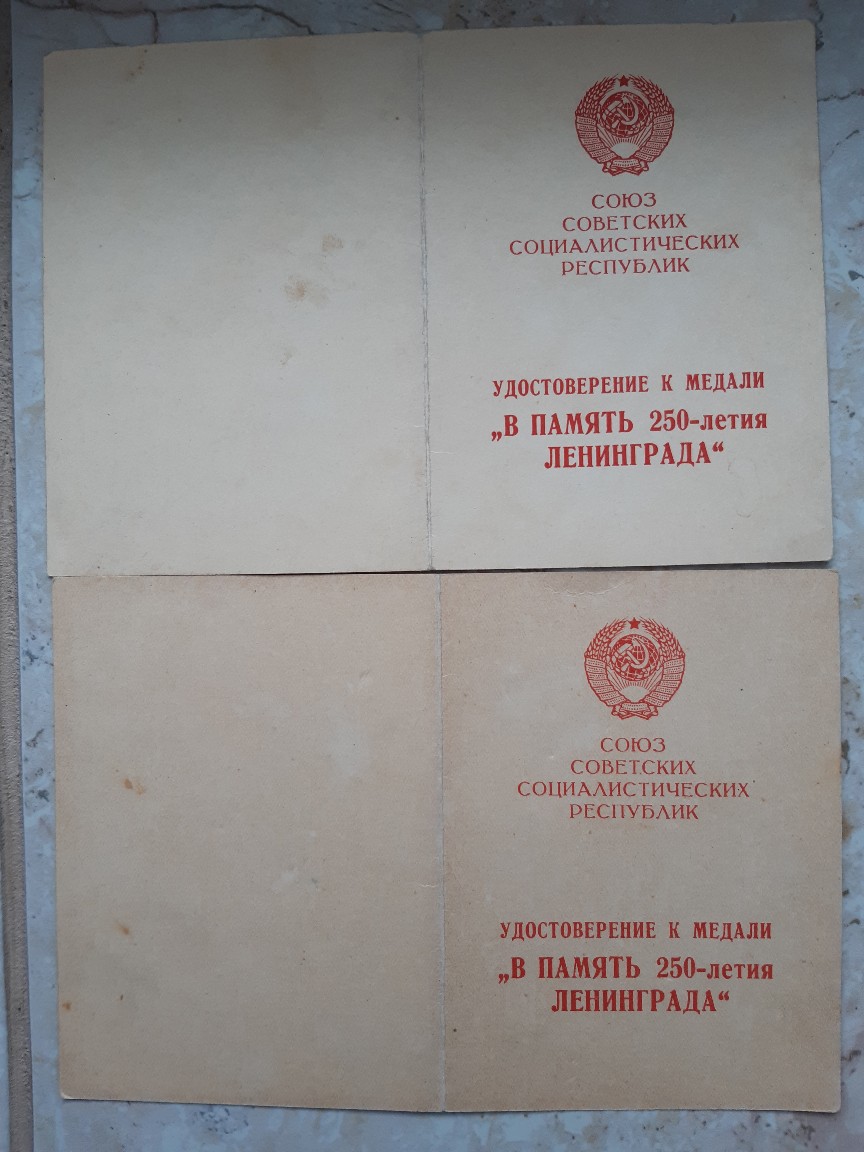 СОЮЗ
СОВЕТСКИХ
СОЦИАЛИСТИЧЕСКИХ
РЕСПУБЛИК
УДОСТОВЕРЕНИЕ К МЕДАЛИ
„В ПАМЯТЬ 250-летия
ЛЕНИНГРАДА“
СОЮЗ
СОВЕТСКИХ
СОЦИАЛИСТИЧЕСКИХ
РЕСПУБЛИК
УДОСТОВЕРЕНИЕ К МЕДАЛИ
„В ПАМЯТЬ 250-летия
ЛЕНИНГРАДА“